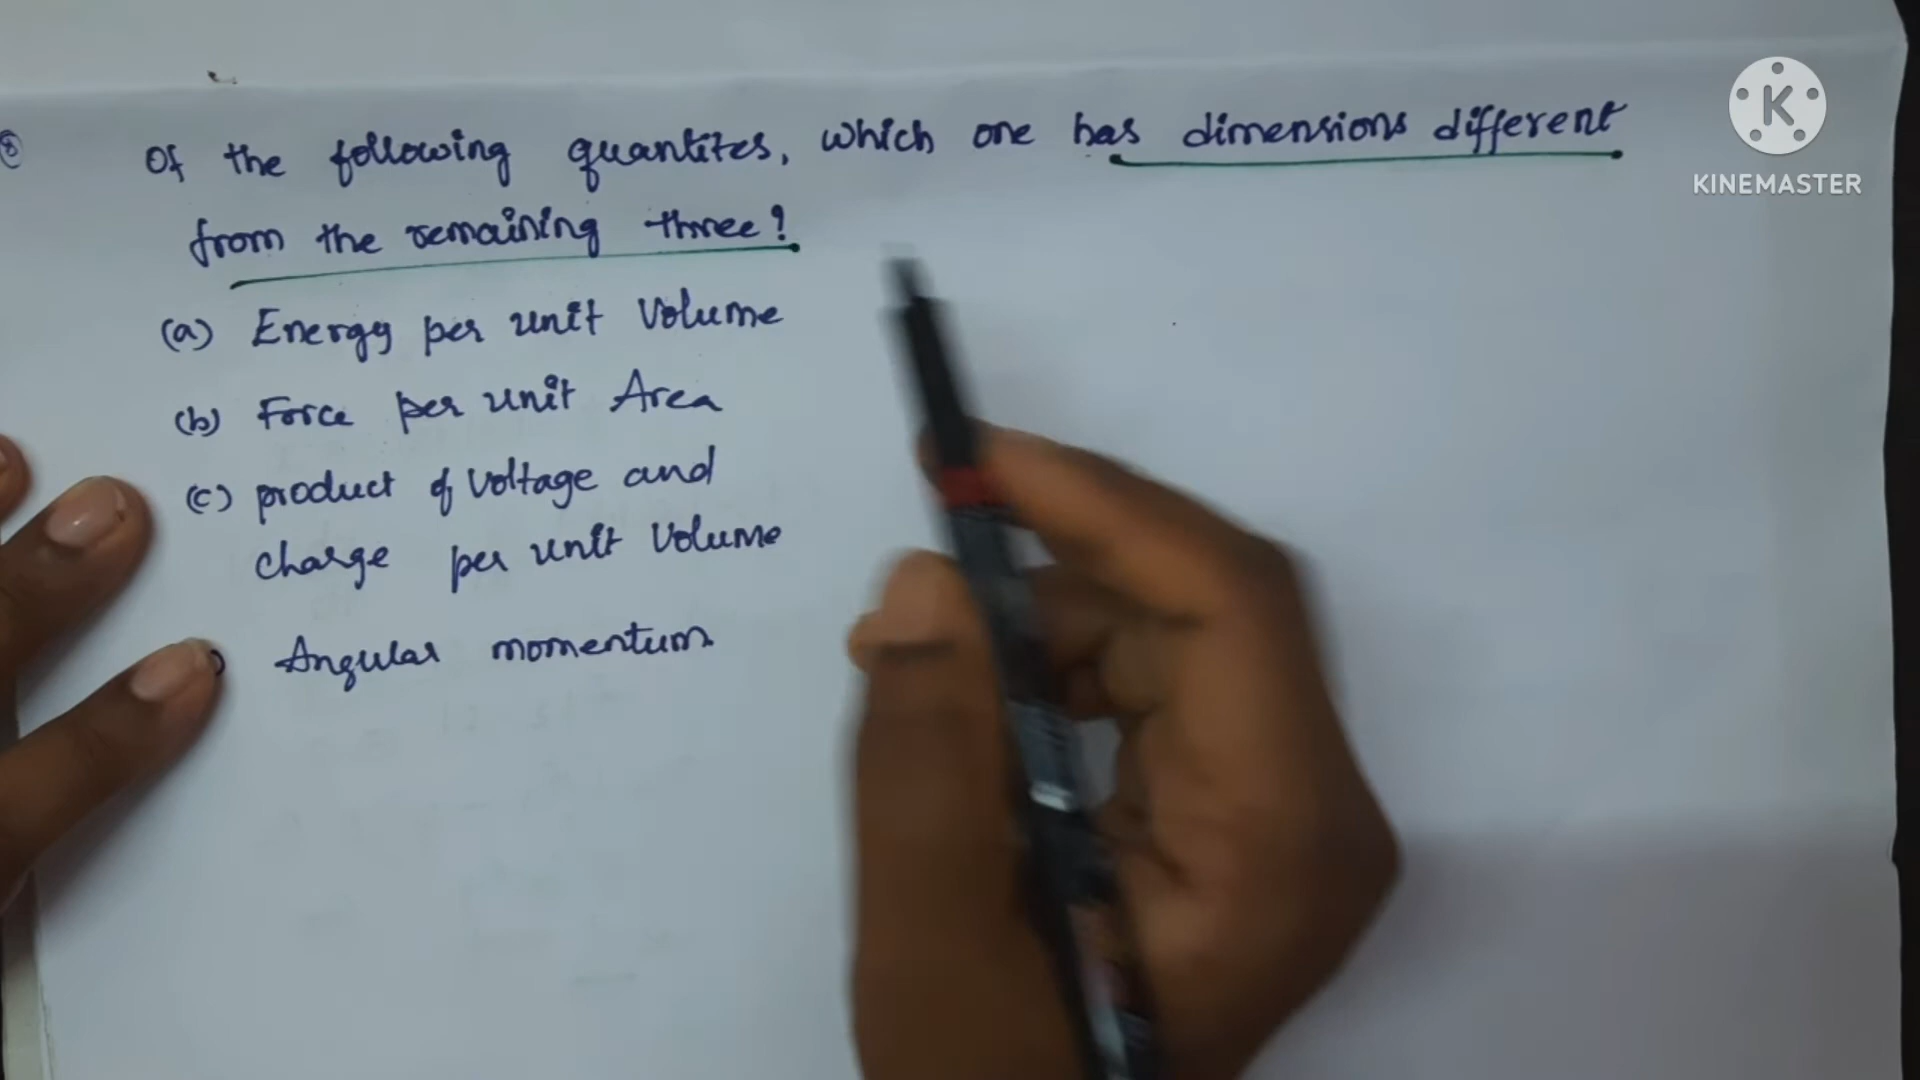 8
Of the following quantites, which one has dimensions different
from the remaining three?
(a) Energy per unit Volume
(b) Force per unit Area
(c) product of Voltage and
charge per unit Volume
) Angular momentum
K
KINEMASTER